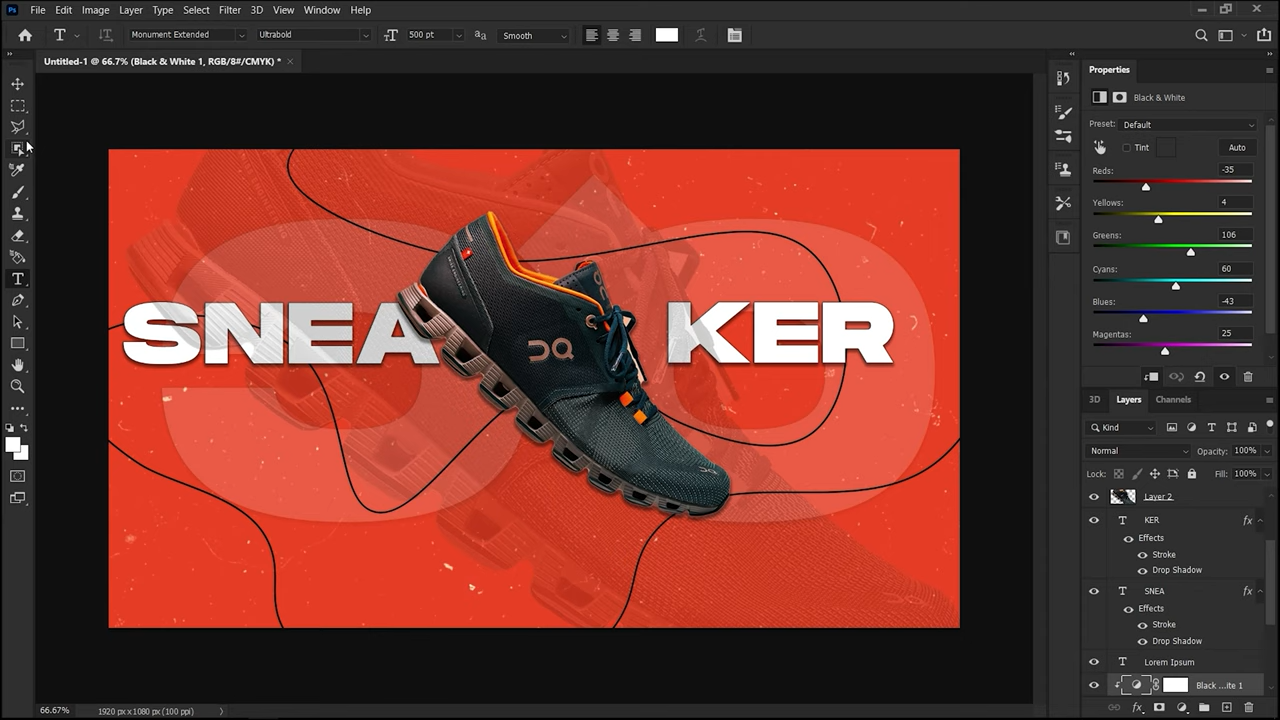 Ps File Edit Image Layer Type Select Filter 3D View Window Help
T Monument Extended Ultrabold 500 pt Smooth
Untitled-1 @ 66.7% (Black & White 1, RGB/8#/CMYK) * ×
Properties
Black & White
Preset: Default
Tint Auto
Reds: -35
Yellows: 4
Greens: 106
Cyans: 60
Blues: -43
Magentas: 25
SNEA KER
3D Layers Channels
Kind
Normal Opacity: 100%
Lock: Fill: 100%
Layer 2
T KER fx
Effects
Stroke
Drop Shadow
T SNEA fx
Effects
Stroke
Drop Shadow
T Lorem Ipsum
Black ...ite 1
66.67% 1920 px x 1080 px (100 ppi)